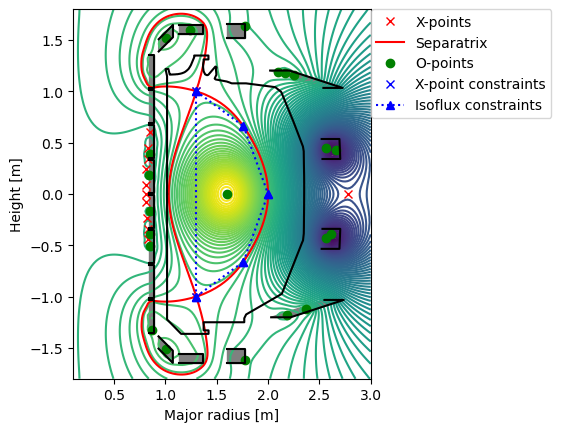 X-points
Separatrix
O-points
X-point constraints
Isoflux constraints
Height [m]
1.5
1.0
0.5
0.0
−0.5
−1.0
−1.5
0.5 1.0 1.5 2.0 2.5 3.0
Major radius [m]